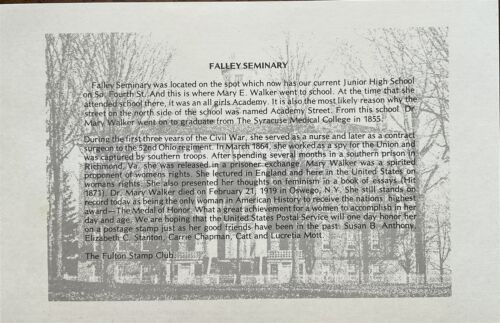 FALLEY SEMINARY
Falley Seminary was located on the spot which now has our current Junior High School
on So. Fourth St. And this is where Mary E. Walker went to school. At the time that she
attended school there, it was an all girls Academy. It is also the most likely reason why the
street on the north side of the school was named Academy Street. From this school Dr.
Mary Walker went on to graduate from The Syracuse Medical College in 1855.
During the first three years of the Civil War, she served as a nurse and later as a contract
surgeon to the 52nd Ohio regiment. In March 1864, she worked as a spy for the Union and
was captured by southern troops. After spending several months in a southern prison in
Richmond, Va. she was released in a prisoner exchange. Mary Walker was a spirited
proponent of womens rights. She lectured in England and here in the United States on
womans rights. She also presented her thoughts on feminism in a book of essays, (Hit
1871). Dr. Mary Walker died on February 21, 1919 in Oswego, N.Y. She still stands on
record today as being the only woman in American History to receive the nations highest
award—The Medal of Honor. What a great achievement for a women to accomplish in her
day and age. We are hoping that the United States Postal Service will one day honor her
on a postage stamp just as her good friends have been in the past: Susan B. Anthony,
Elizabeth C. Stanton, Carrie Chapman, Catt and Lucretia Mott.
The Fulton Stamp Club